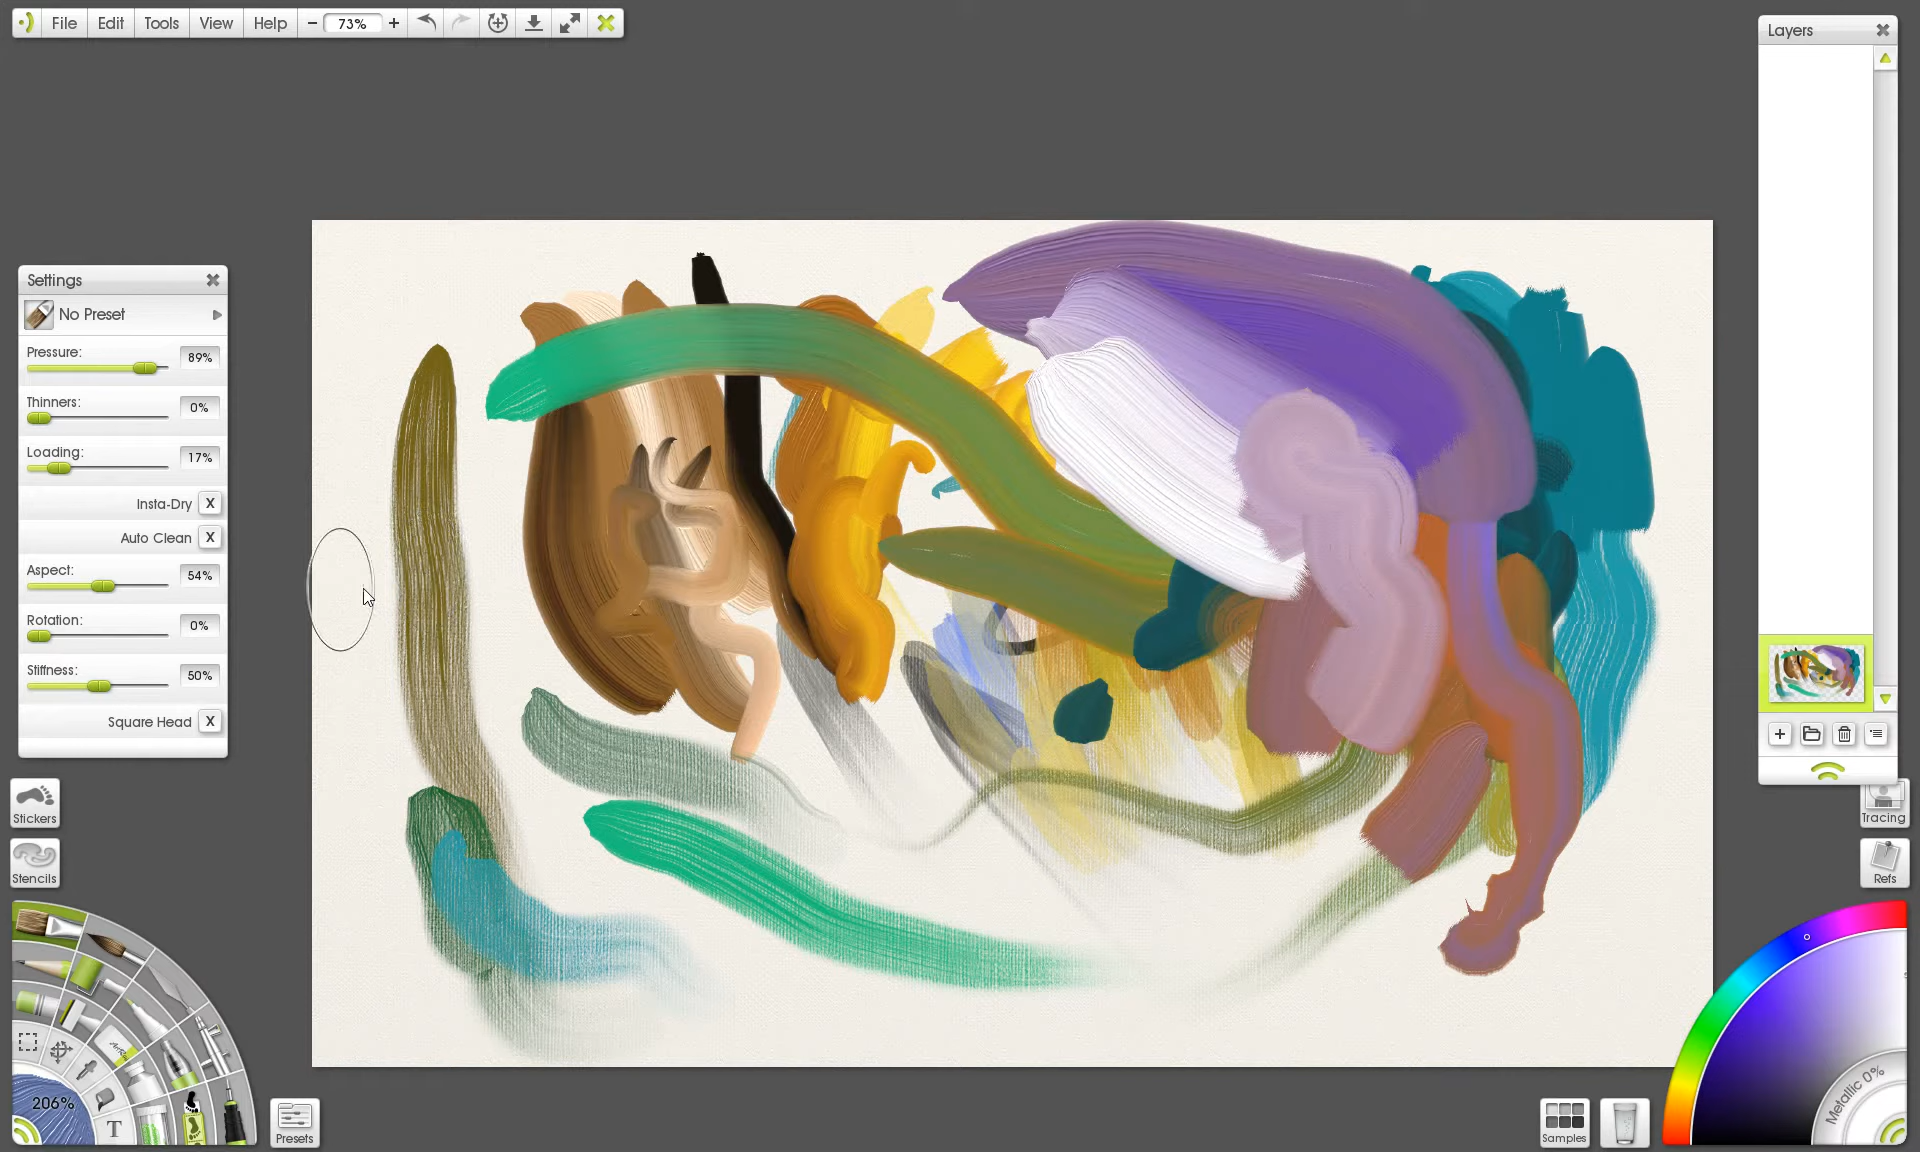 File Edit Tools View Help − 73% +
Layers
Settings
No Preset
Pressure: 89%
Thinners: 0%
Loading: 17%
Insta-Dry X
Auto Clean X
Aspect: 54%
Rotation: 0%
Stiffness: 50%
Square Head X
Stickers
Stencils
Tracing
Refs
206%
T
Presets
Samples
Metallic 0%